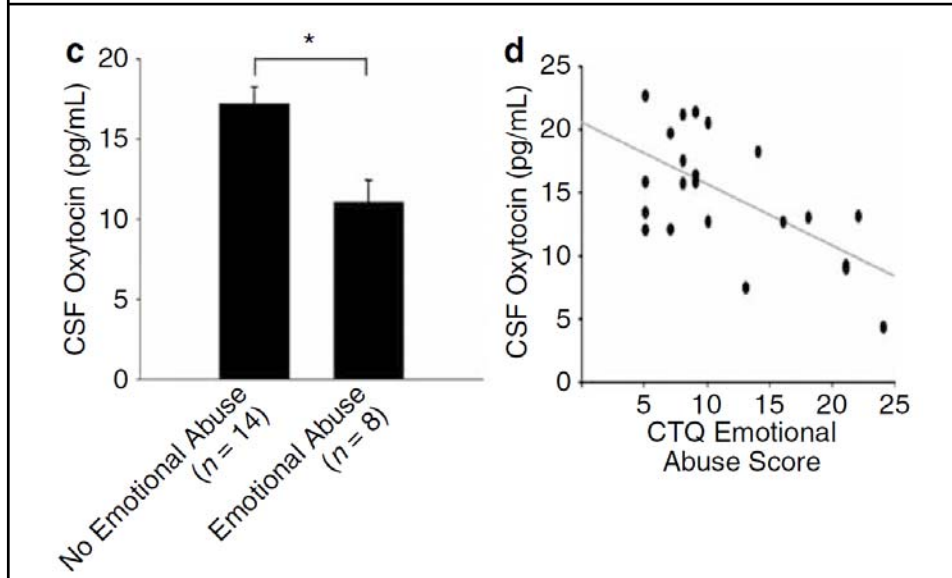 c
*
CSF Oxytocin (pg/mL)
20
15
10
5
0
No Emotional Abuse
(n = 14)
Emotional Abuse
(n = 8)
d
CSF Oxytocin (pg/mL)
25
20
15
10
5
0
5 10 15 20 25
CTQ Emotional
Abuse Score